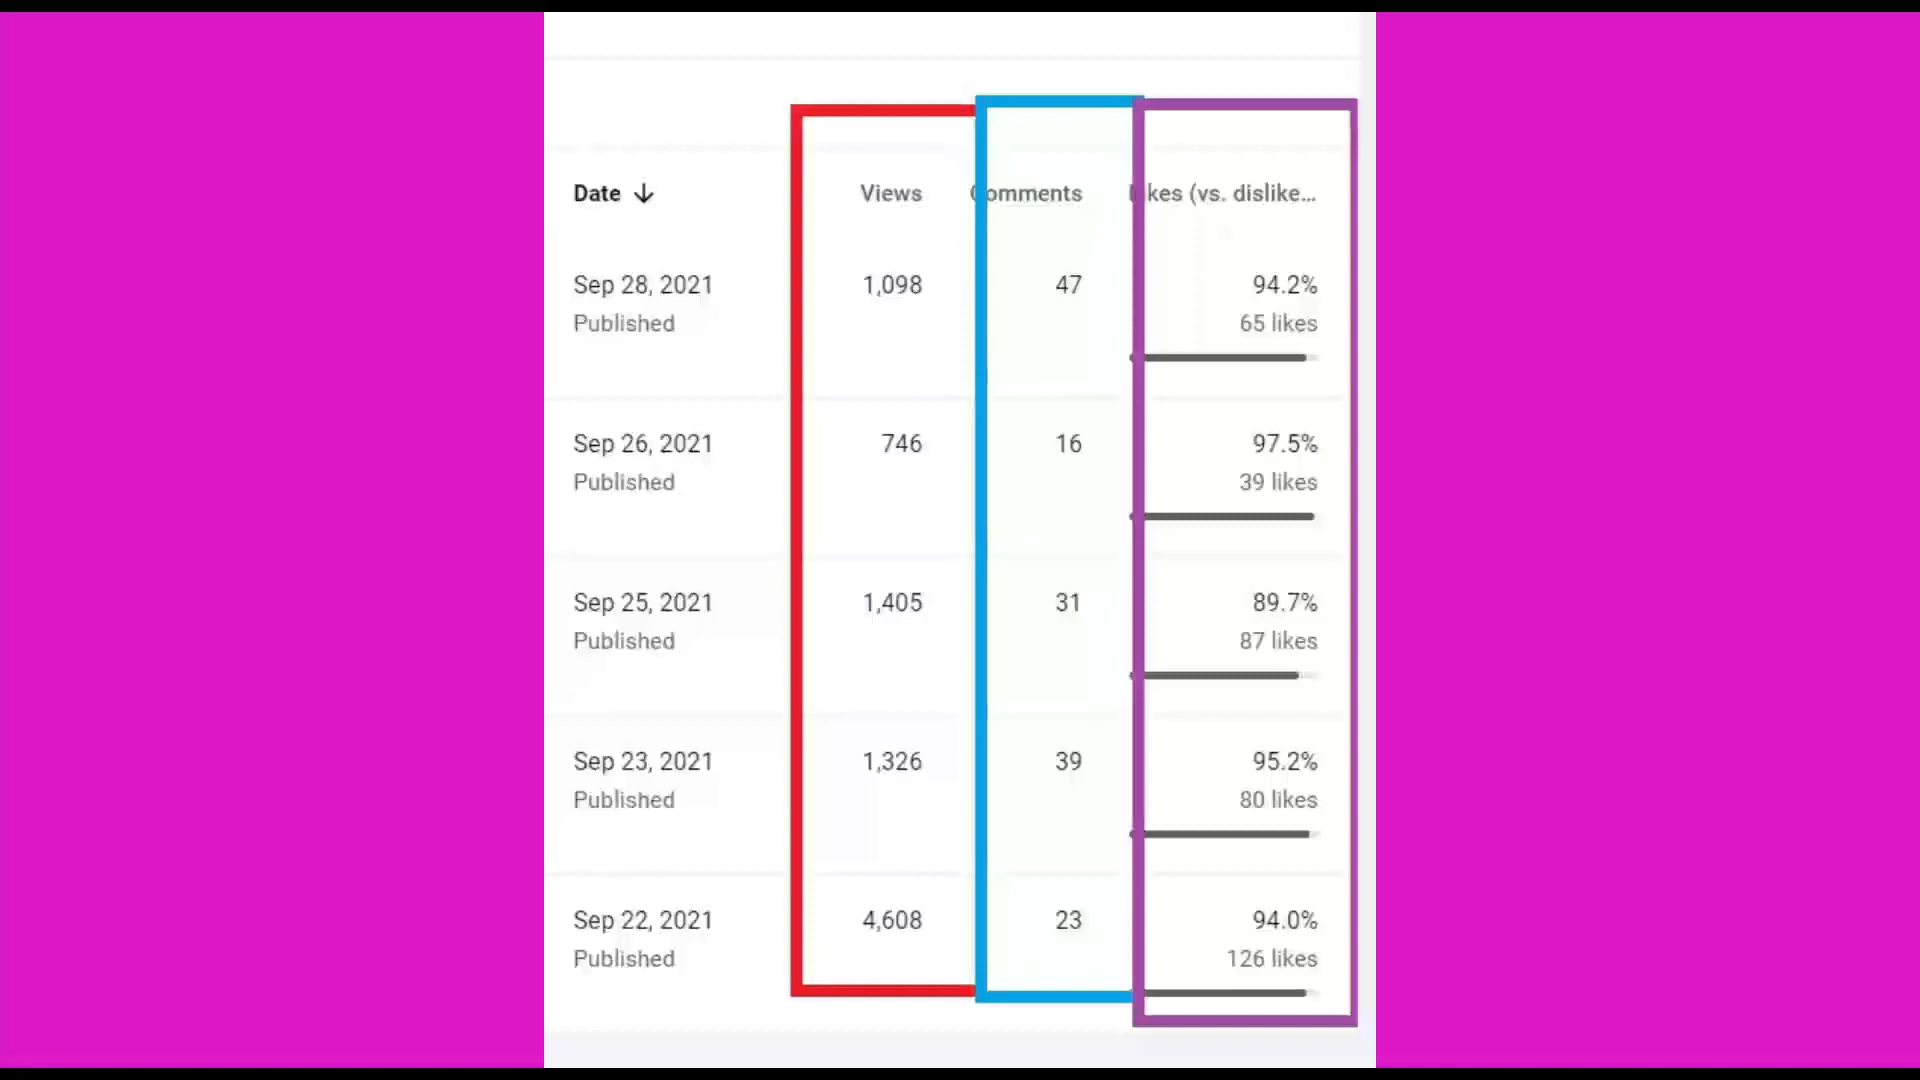 Date ↓ Views Comments Likes (vs. dislike...
Sep 28, 2021 1,098 47 94.2%
Published 65 likes
Sep 26, 2021 746 16 97.5%
Published 39 likes
Sep 25, 2021 1,405 31 89.7%
Published 87 likes
Sep 23, 2021 1,326 39 95.2%
Published 80 likes
Sep 22, 2021 4,608 23 94.0%
Published 126 likes